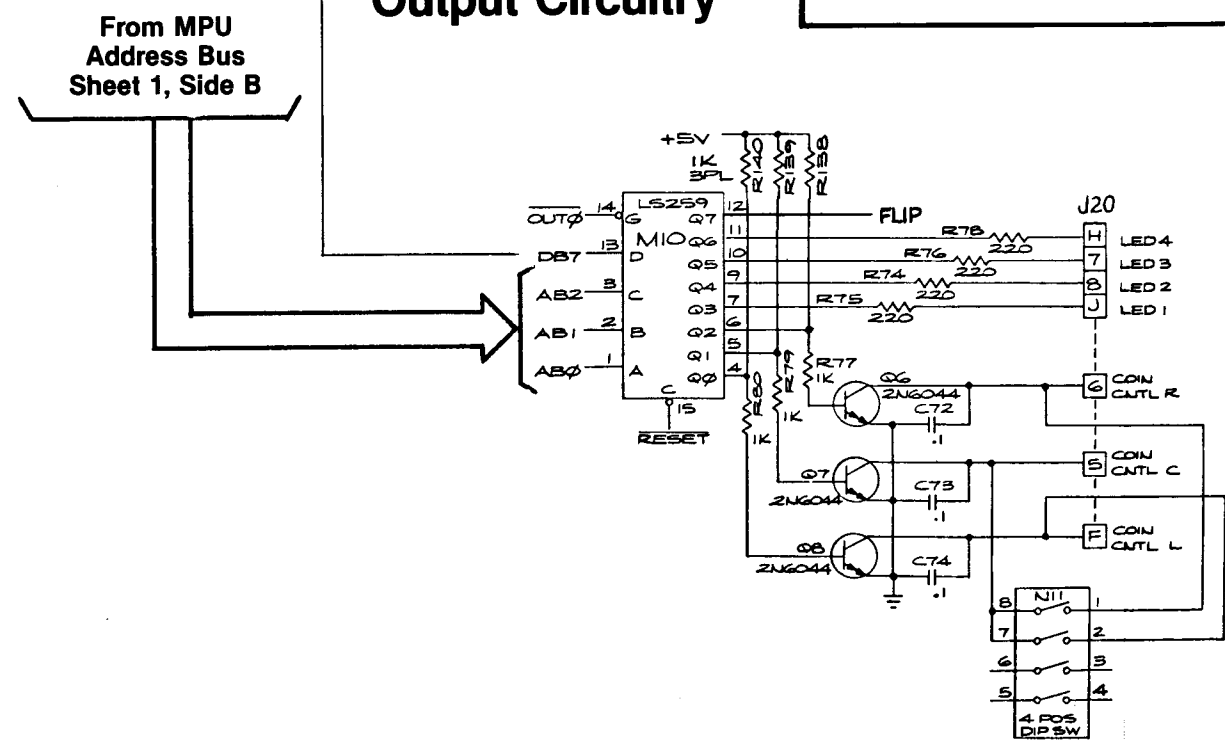 Output Circuitry
From MPU
Address Bus
Sheet 1, Side B
+5V
1K
3PL
R140
R139
R138
LS259
M10
OUTØ
14
G
DB7
13
D
AB2
3
C
AB1
2
B
ABØ
1
A
C
15
RESET
Q7
12
FLIP
Q6
11
R78
220
Q5
10
R76
220
Q4
9
R74
220
Q3
7
R75
220
Q2
6
Q1
5
QØ
4
J20
H
LED 4
7
LED 3
8
LED 2
J
LED 1
R77
1K
R79
1K
R80
1K
Q6
2N6044
C72
.1
6
COIN
CNTL R
Q7
2N6044
C73
.1
5
COIN
CNTL C
Q8
2N6044
C74
.1
F
COIN
CNTL L
N11
8
1
7
2
6
3
5
4
4 POS
DIP SW